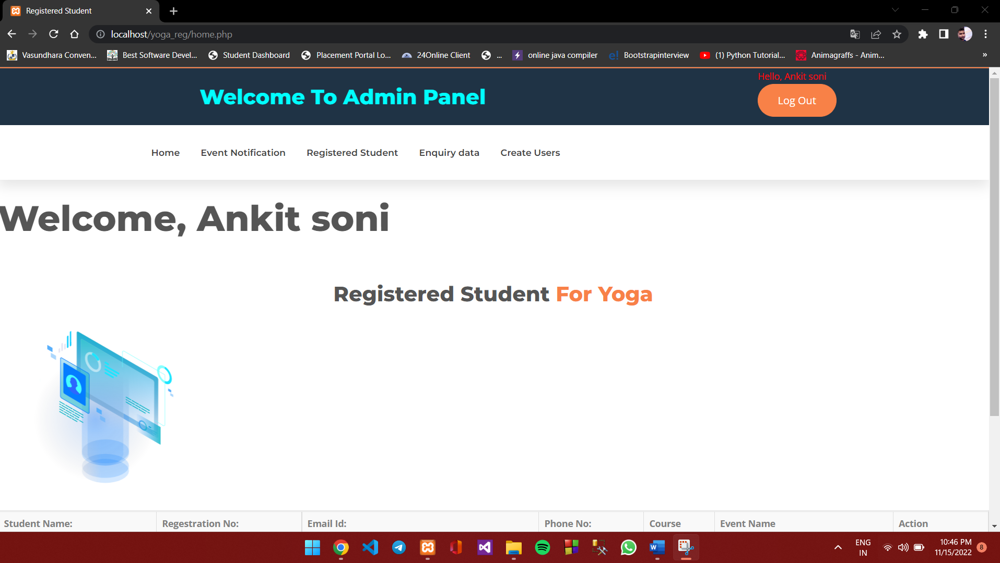 Registered Student
localhost/yoga_reg/home.php
Vasundhara Conven...
Best Software Devel...
Student Dashboard
Placement Portal Lo...
24Online Client
...
online java compiler
e!
Bootstrapinterview
(1) Python Tutorial...
Animagraffs - Anim...
»
Hello, Ankit soni
Welcome To Admin Panel
Log Out
Home
Event Notification
Registered Student
Enquiry data
Create Users
Welcome, Ankit soni
Registered Student For Yoga
Student Name:
Regestration No:
Email Id:
Phone No:
Course
Event Name
Action
ENG
IN
10:46 PM
11/15/2022
8